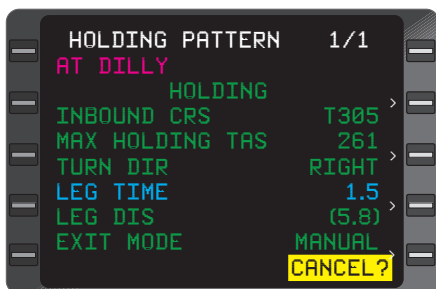 HOLDING PATTERN 1/1
AT DILLY
HOLDING
INBOUND CRS T305 >
MAX HOLDING TAS 261
TURN DIR RIGHT >
LEG TIME 1.5
LEG DIS (5.8) >
EXIT MODE MANUAL >
CANCEL?